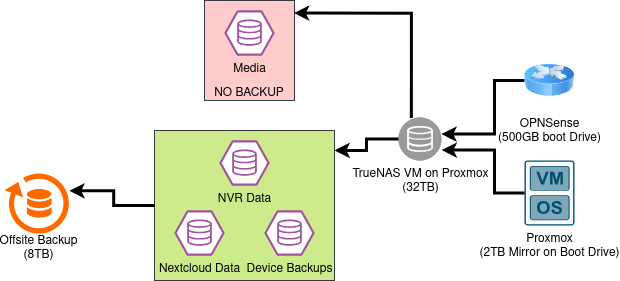 Media
NO BACKUP
OPNSense
(500GB boot Drive)
TrueNAS VM on Proxmox
(32TB)
NVR Data
VM
OS
Nextcloud Data
Device Backups
Offsite Backup
(8TB)
Proxmox
(2TB Mirror on Boot Drive)